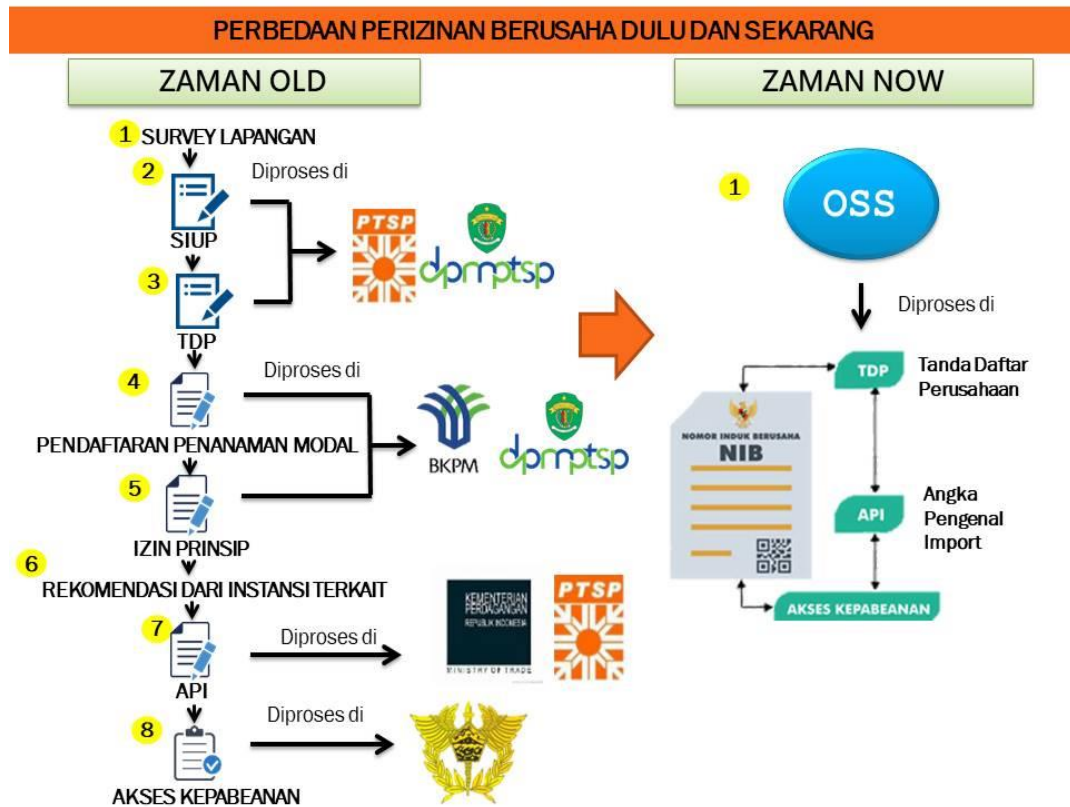 PERBEDAAN PERIZINAN BERUSAHA DULU DAN SEKARANG
ZAMAN OLD
1 SURVEY LAPANGAN
2
Diproses di
SIUP
3
TDP
PTSP
dpmptsp
4
Diproses di
PENDAFTARAN PENANAMAN MODAL
5
IZIN PRINSIP
BKPM
dpmptsp
6
REKOMENDASI DARI INSTANSI TERKAIT
7
Diproses di
API
KEMENTERIAN
PERDAGANGAN
REPUBLIK INDONESIA
MINISTRY OF TRADE
PTSP
8
Diproses di
AKSES KEPABEANAN
ZAMAN NOW
1
OSS
Diproses di
TDP
Tanda Daftar
Perusahaan
NOMOR INDUK BERUSAHA
NIB
API
Angka
Pengenal
Import
AKSES KEPABEANAN